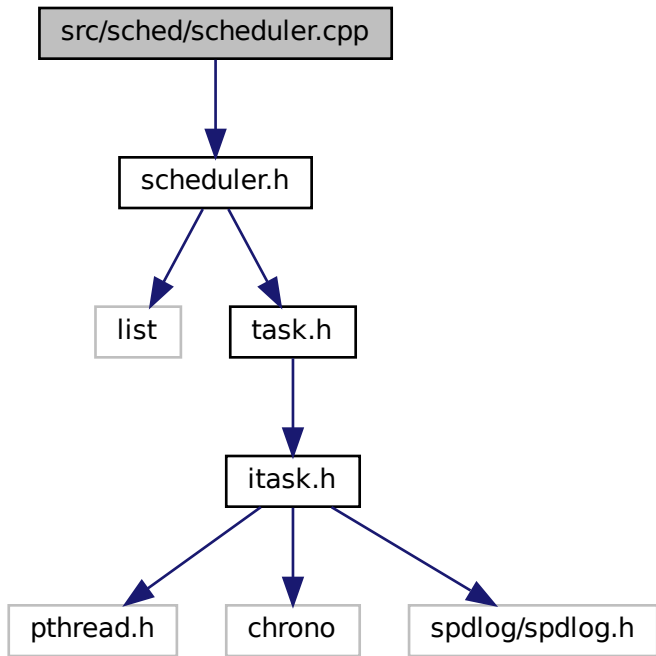 src/sched/scheduler.cpp
scheduler.h
list
task.h
itask.h
pthread.h
chrono
spdlog/spdlog.h